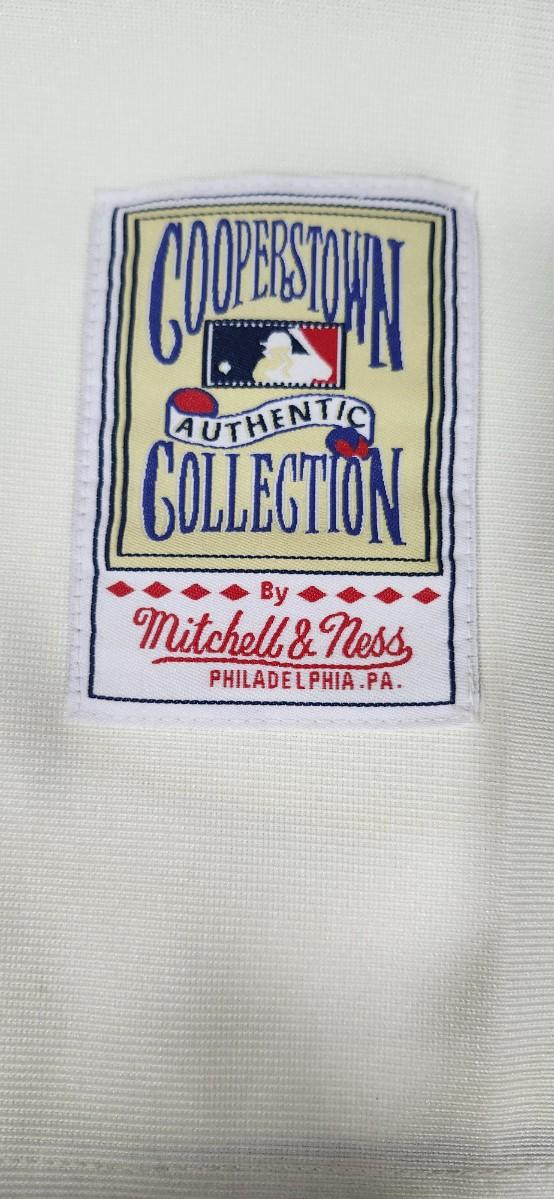 COOPERSTOWN
AUTHENTIC
COLLECTION
By
Mitchell & Ness
PHILADELPHIA.PA.